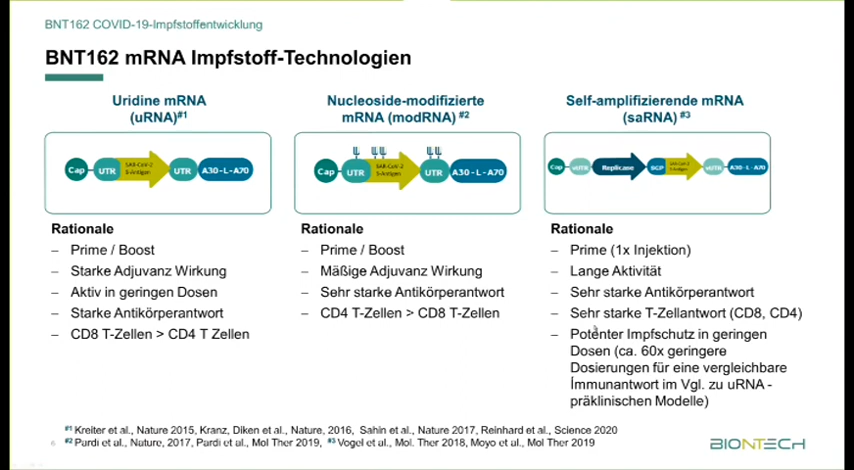 BNT162 COVID-19-Impfstoffentwicklung
BNT162 mRNA Impfstoff-Technologien
Uridine mRNA
(uRNA)#1
Cap UTR SAR-CoV-2 UTR A30-L-A70
S-Antigen
Rationale
– Prime / Boost
– Starke Adjuvanz Wirkung
– Aktiv in geringen Dosen
– Starke Antikörperantwort
– CD8 T-Zellen > CD4 T Zellen
Nucleoside-modifizierte
mRNA (modRNA) #2
Cap UTR SAR-CoV-2 UTR A30-L-A70
S-Antigen
Rationale
– Prime / Boost
– Mäßige Adjuvanz Wirkung
– Sehr starke Antikörperantwort
– CD4 T-Zellen > CD8 T-Zellen
Self-amplifizierende mRNA
(saRNA) #3
Cap vUTR Replicase SGP SAR-CoV-2 vUTR A30-L-A70
S-Antigen
Rationale
– Prime (1x Injektion)
– Lange Aktivität
– Sehr starke Antikörperantwort
– Sehr starke T-Zellantwort (CD8, CD4)
– Potenter Impfschutz in geringen
Dosen (ca. 60x geringere
Dosierungen für eine vergleichbare
Immunantwort im Vgl. zu uRNA -
präklinischen Modelle)
#1 Kreiter et al., Nature 2015, Kranz, Diken et al., Nature, 2016, Sahin et al., Nature 2017, Reinhard et al., Science 2020
6 #2 Pardi et al., Nature, 2017, Pardi et al., Mol Ther 2019, #3 Vogel et al., Mol. Ther 2018, Moyo et al., Mol Ther 2019
BIONTECH